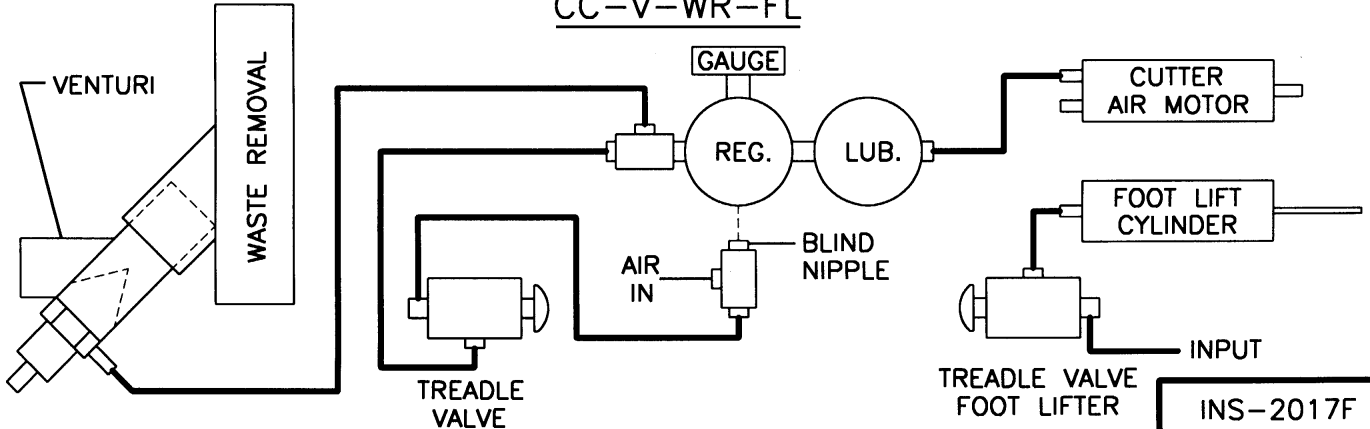 CC-V-WR-FL
VENTURI
WASTE REMOVAL
GAUGE
REG.
LUB.
CUTTER
AIR MOTOR
FOOT LIFT
CYLINDER
BLIND
NIPPLE
AIR
IN
TREADLE
VALVE
INPUT
TREADLE VALVE
FOOT LIFTER
INS-2017F